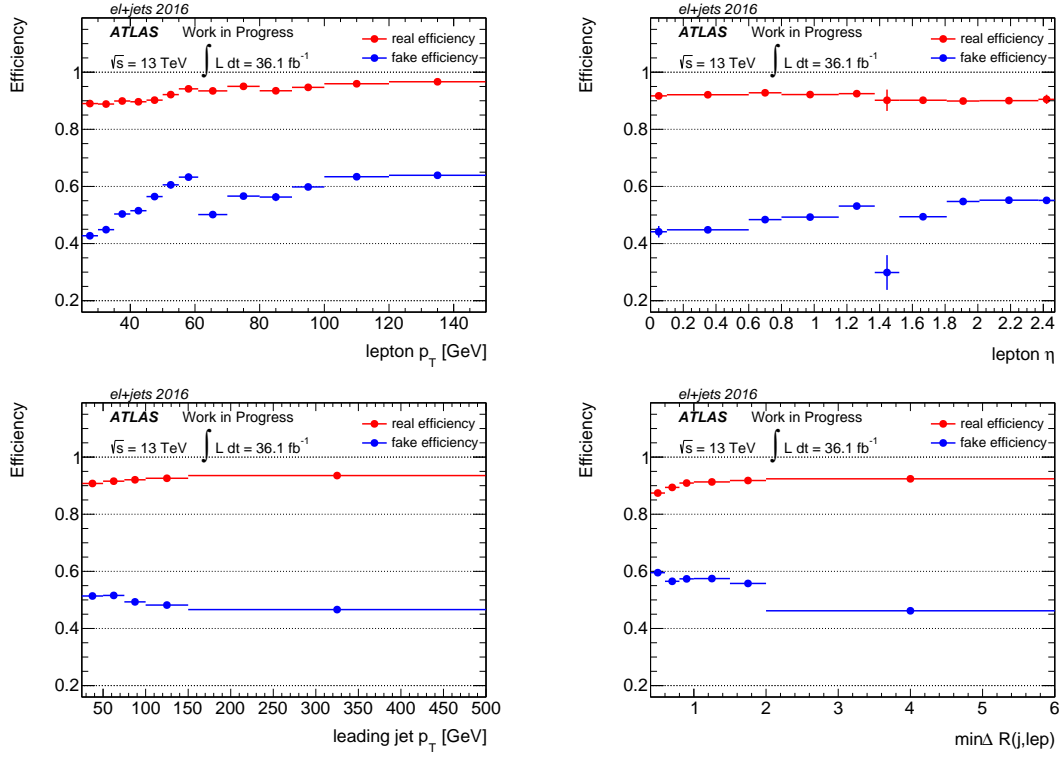 el+jets 2016
ATLAS Work in Progress
√s = 13 TeV ∫ L dt = 36.1 fb⁻¹
real efficiency
fake efficiency
Efficiency
1
0.8
0.6
0.4
0.2
40 60 80 100 120 140
lepton p_T [GeV]
el+jets 2016
ATLAS Work in Progress
√s = 13 TeV ∫ L dt = 36.1 fb⁻¹
real efficiency
fake efficiency
Efficiency
1
0.8
0.6
0.4
0.2
0 0.2 0.4 0.6 0.8 1 1.2 1.4 1.6 1.8 2 2.2 2.4
lepton η
el+jets 2016
ATLAS Work in Progress
√s = 13 TeV ∫ L dt = 36.1 fb⁻¹
real efficiency
fake efficiency
Efficiency
1
0.8
0.6
0.4
0.2
50 100 150 200 250 300 350 400 450 500
leading jet p_T [GeV]
el+jets 2016
ATLAS Work in Progress
√s = 13 TeV ∫ L dt = 36.1 fb⁻¹
real efficiency
fake efficiency
Efficiency
1
0.8
0.6
0.4
0.2
1 2 3 4 5 6
minΔ R(j,lep)